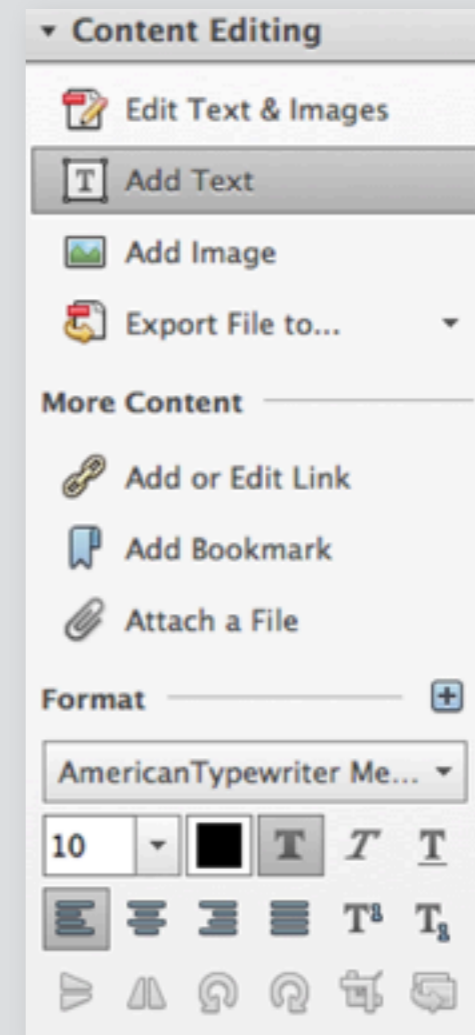 Content Editing
Edit Text & Images
Add Text
Add Image
Export File to...
More Content
Add or Edit Link
Add Bookmark
Attach a File
Format
AmericanTypewriter Me...
10